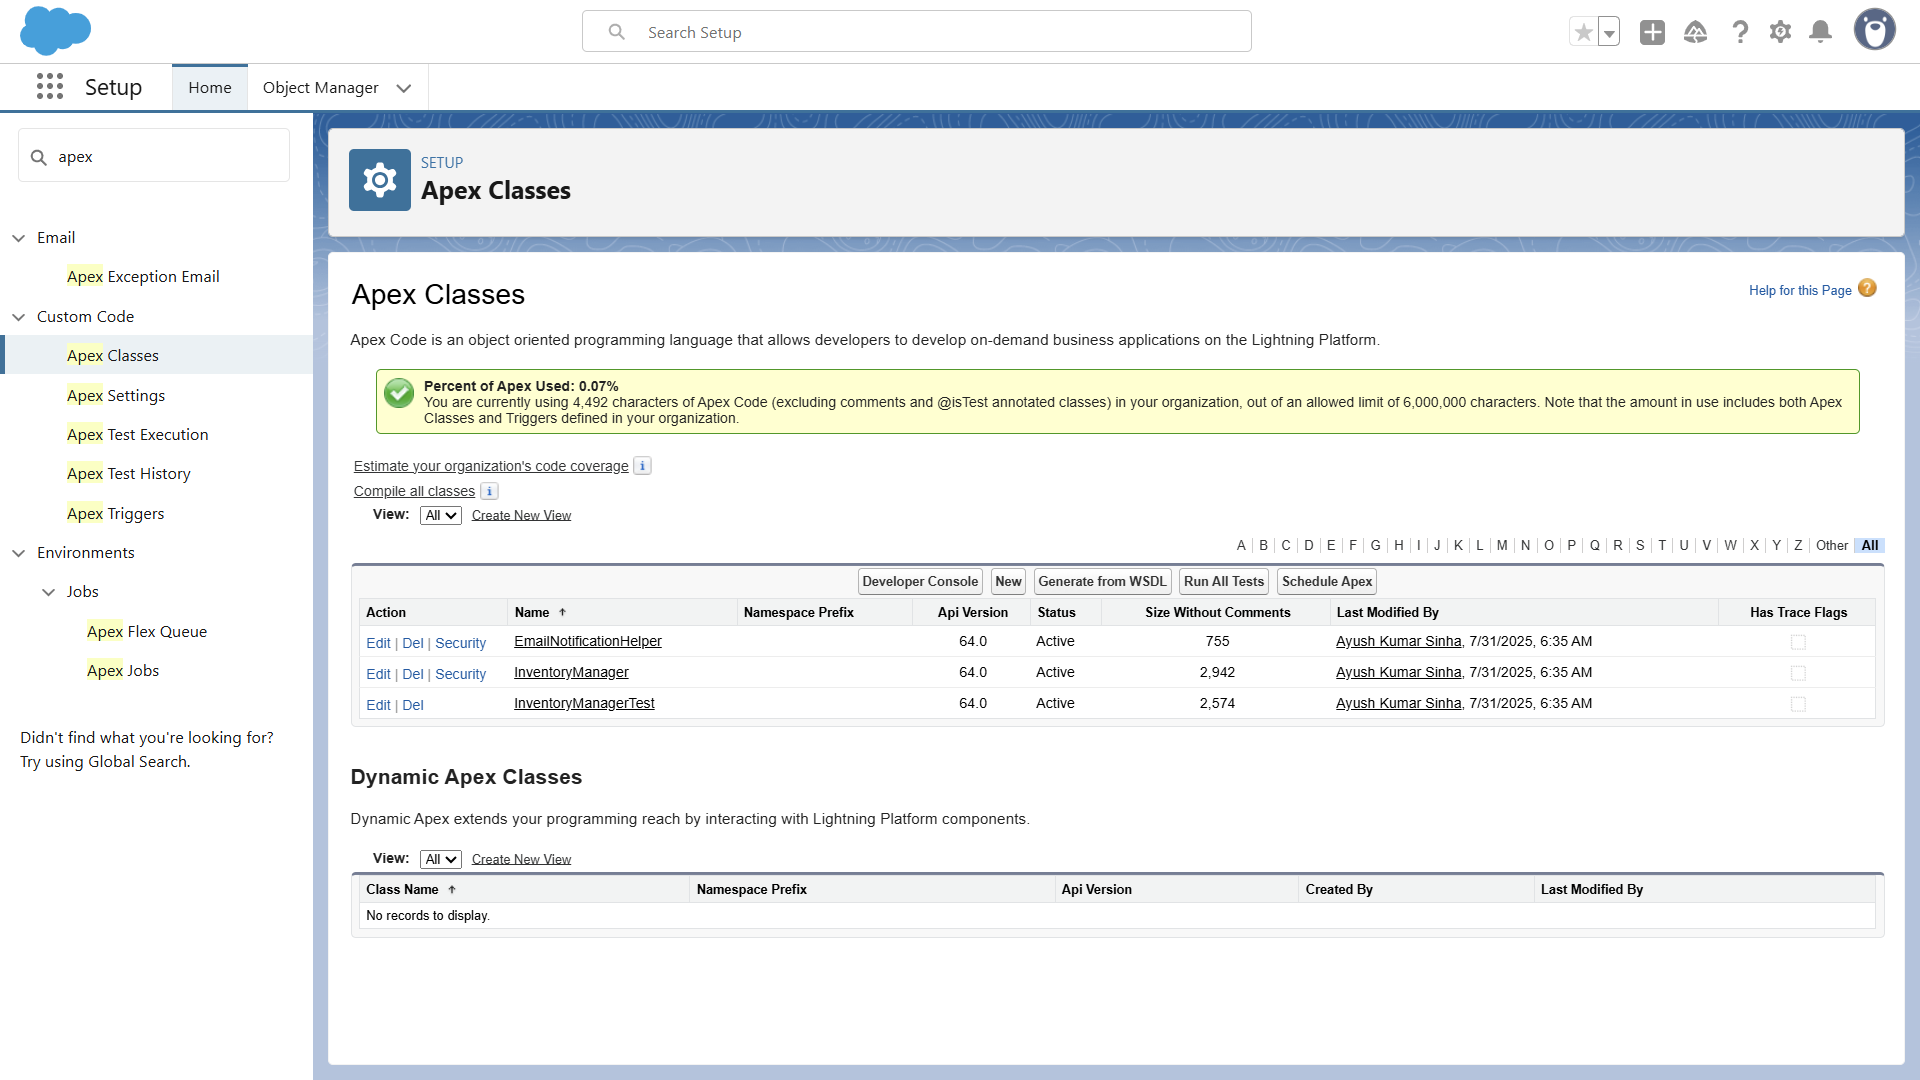 Search Setup
Setup
Home
Object Manager
apex
Email
Apex Exception Email
Custom Code
Apex Classes
Apex Settings
Apex Test Execution
Apex Test History
Apex Triggers
Environments
Jobs
Apex Flex Queue
Apex Jobs
Didn't find what you're looking for?
Try using Global Search.
SETUP
Apex Classes
Apex Classes
Help for this Page ?
Apex Code is an object oriented programming language that allows developers to develop on-demand business applications on the Lightning Platform.
Percent of Apex Used: 0.07%
You are currently using 4,492 characters of Apex Code (excluding comments and @isTest annotated classes) in your organization, out of an allowed limit of 6,000,000 characters. Note that the amount in use includes both Apex
Classes and Triggers defined in your organization.
Estimate your organization's code coverage i
Compile all classes i
View: All Create New View
A B C D E F G H I J K L M N O P Q R S T U V W X Y Z Other All
Developer Console New Generate from WSDL Run All Tests Schedule Apex
Action Name ↑ Namespace Prefix Api Version Status Size Without Comments Last Modified By Has Trace Flags
Edit | Del | Security EmailNotificationHelper 64.0 Active 755 Ayush Kumar Sinha, 7/31/2025, 6:35 AM
Edit | Del | Security InventoryManager 64.0 Active 2,942 Ayush Kumar Sinha, 7/31/2025, 6:35 AM
Edit | Del InventoryManagerTest 64.0 Active 2,574 Ayush Kumar Sinha, 7/31/2025, 6:35 AM
Dynamic Apex Classes
Dynamic Apex extends your programming reach by interacting with Lightning Platform components.
View: All Create New View
Class Name ↑ Namespace Prefix Api Version Created By Last Modified By
No records to display.